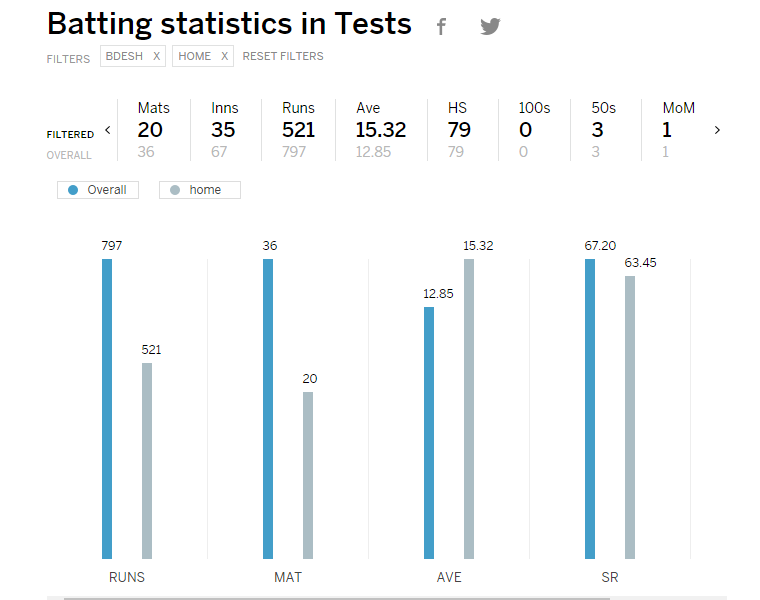 Batting statistics in Tests
FILTERS BDESH X HOME X RESET FILTERS
Mats Inns Runs Ave HS 100s 50s MoM
FILTERED 20 35 521 15.32 79 0 3 1
OVERALL 36 67 797 12.85 79 0 3 1
Overall home
797 36 15.32 67.20
63.45
12.85
521
20
RUNS MAT AVE SR